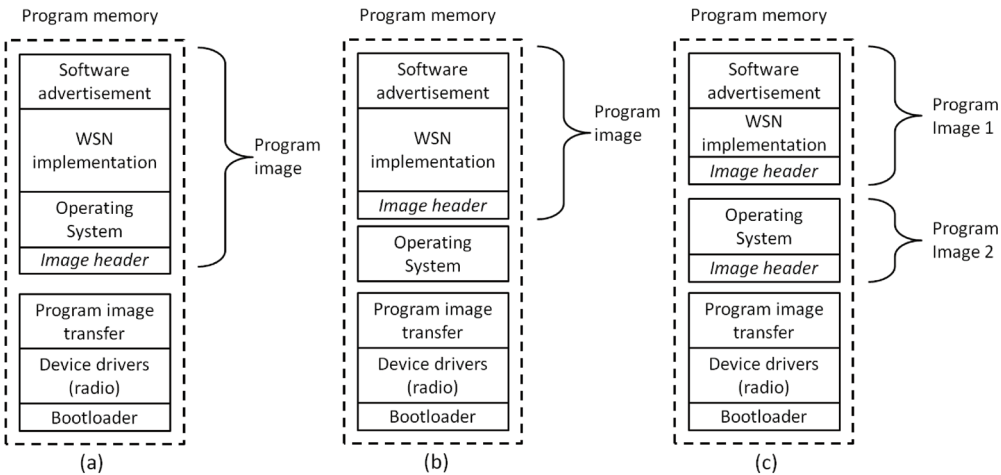 Program memory
Software
advertisement
WSN
implementation
Operating
System
Image header
Program
image
Program image
transfer
Device drivers
(radio)
Bootloader
(a)
Program memory
Software
advertisement
WSN
implementation
Image header
Program
image
Operating
System
Program image
transfer
Device drivers
(radio)
Bootloader
(b)
Program memory
Software
advertisement
WSN
implementation
Image header
Program
Image 1
Operating
System
Image header
Program
Image 2
Program image
transfer
Device drivers
(radio)
Bootloader
(c)